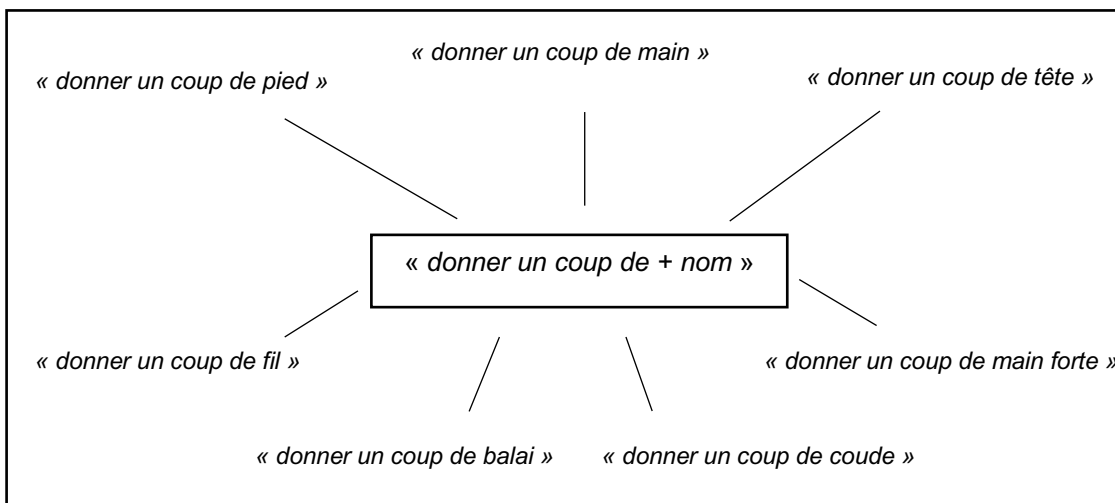 « donner un coup de main »
« donner un coup de pied »
« donner un coup de tête »
« donner un coup de + nom »
« donner un coup de fil »
« donner un coup de main forte »
« donner un coup de balai »
« donner un coup de coude »